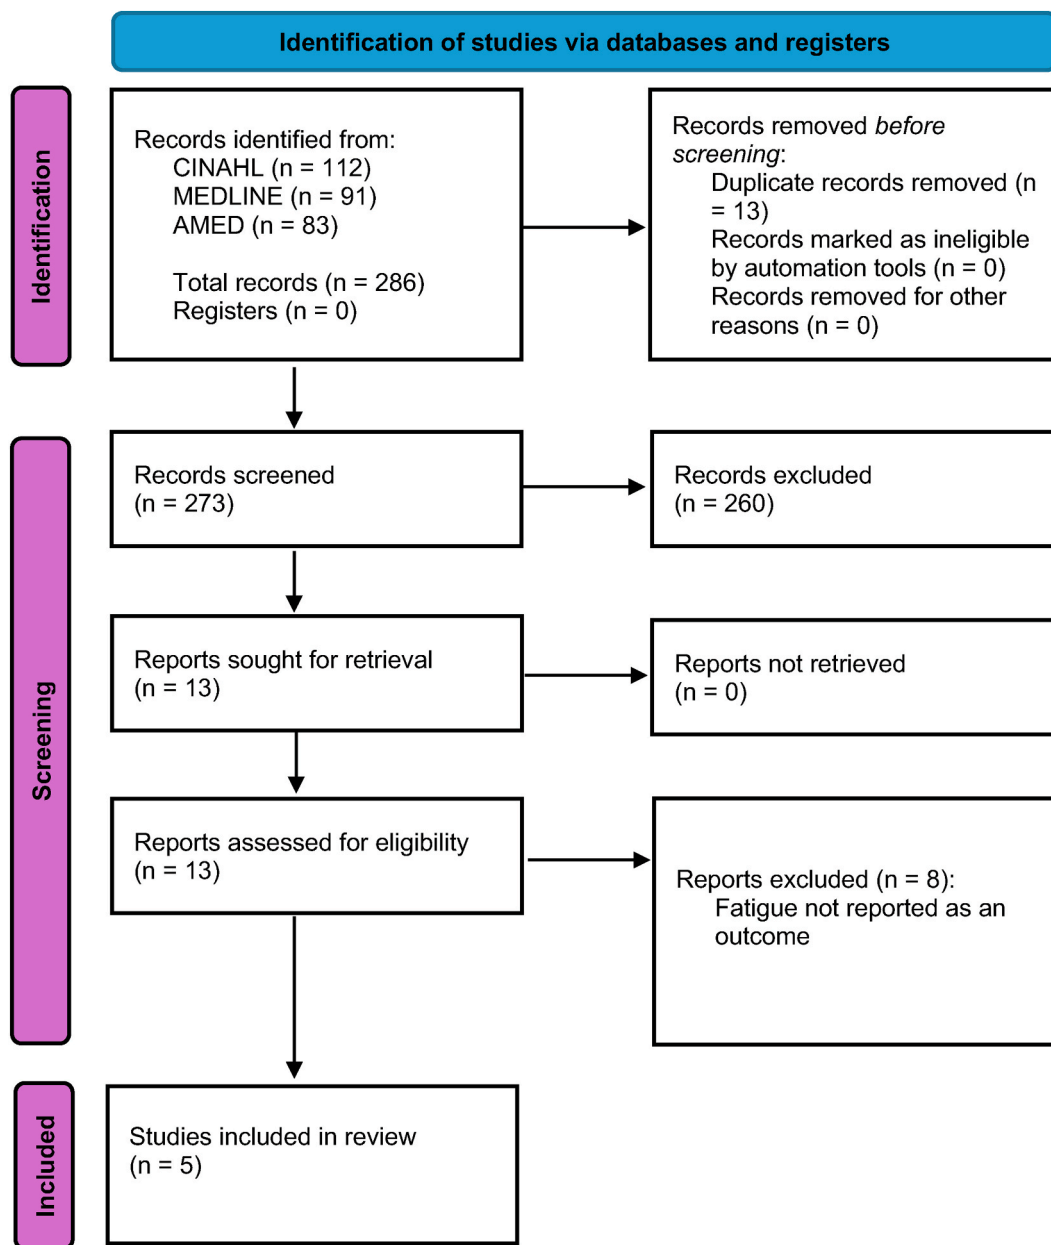 Identification of studies via databases and registers
Identification
Records identified from:
CINAHL (n = 112)
MEDLINE (n = 91)
AMED (n = 83)
Total records (n = 286)
Registers (n = 0)
Records removed before
screening:
Duplicate records removed (n
= 13)
Records marked as ineligible
by automation tools (n = 0)
Records removed for other
reasons (n = 0)
Screening
Records screened
(n = 273)
Records excluded
(n = 260)
Reports sought for retrieval
(n = 13)
Reports not retrieved
(n = 0)
Reports assessed for eligibility
(n = 13)
Reports excluded (n = 8):
Fatigue not reported as an
outcome
Included
Studies included in review
(n = 5)